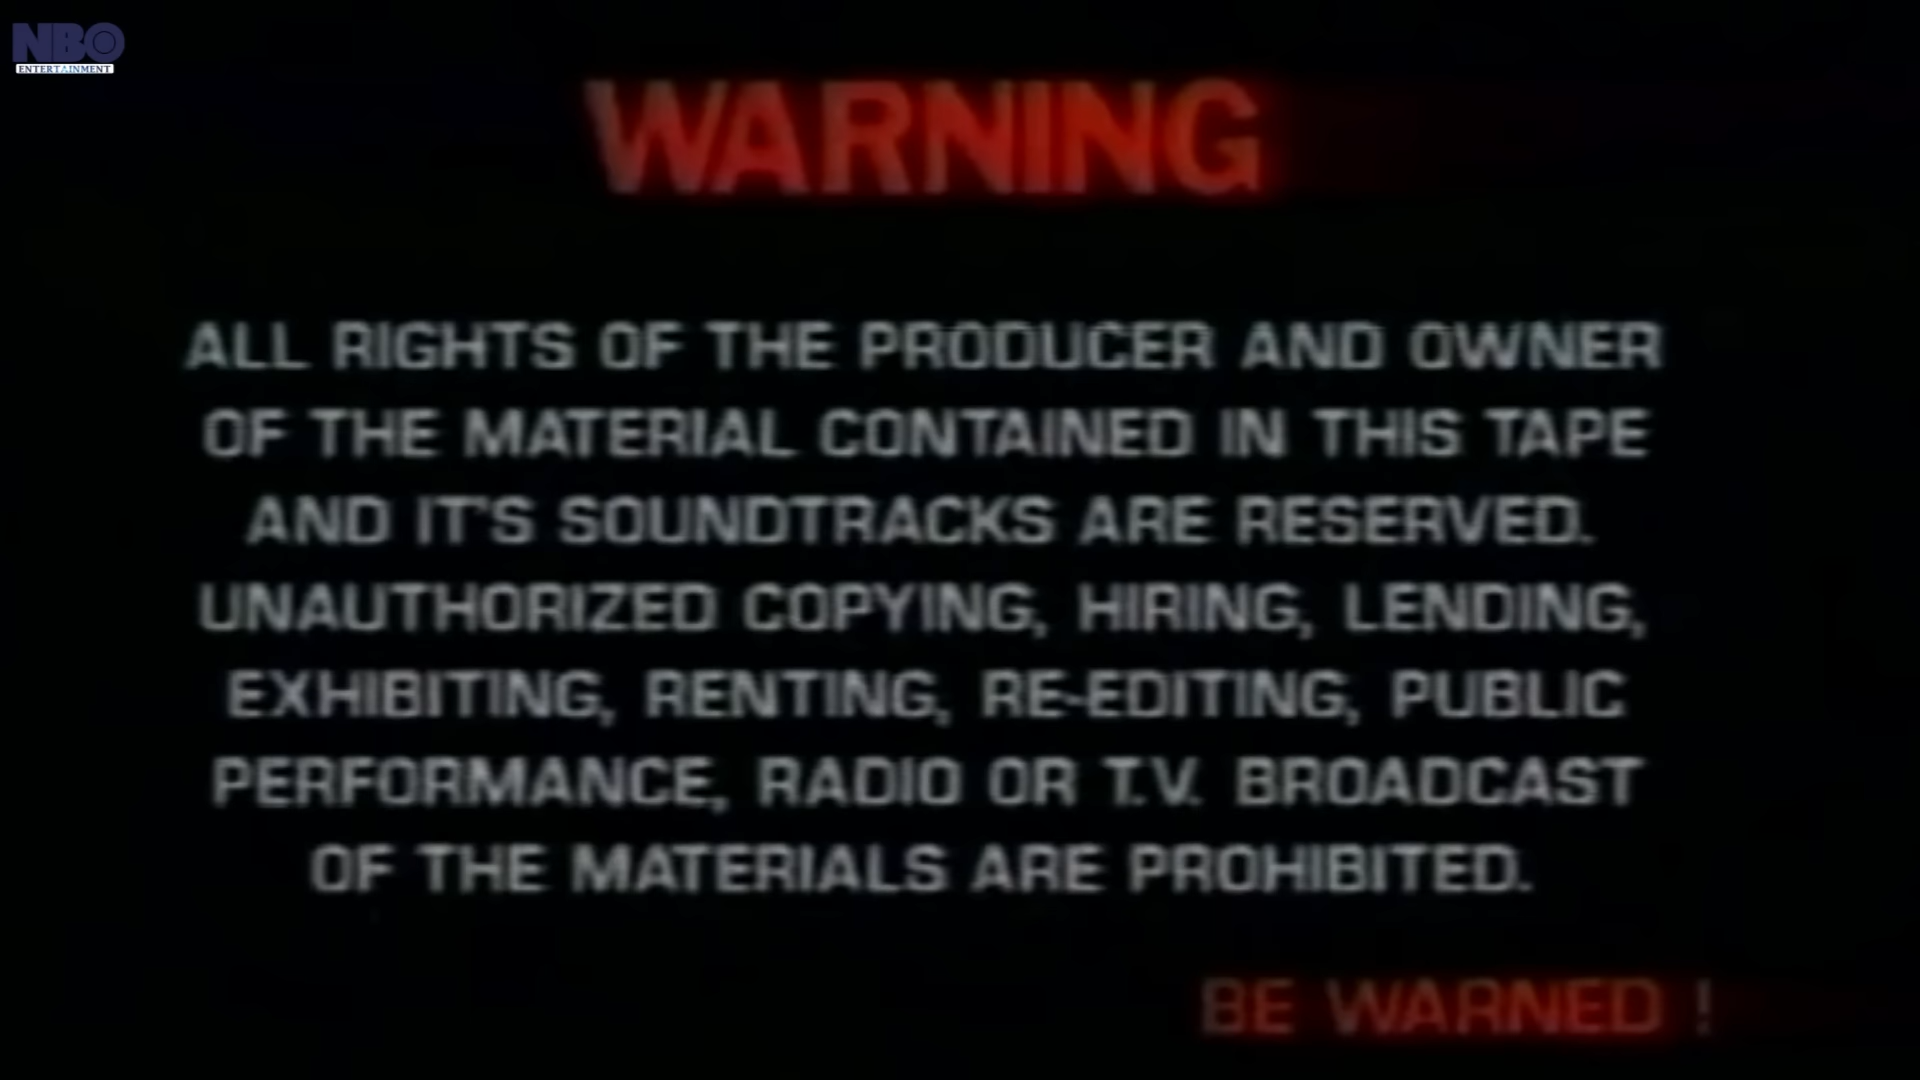 NBO
ENTERTAINMENT
WARNING
ALL RIGHTS OF THE PRODUCER AND OWNER
OF THE MATERIAL CONTAINED IN THIS TAPE
AND IT'S SOUNDTRACKS ARE RESERVED.
UNAUTHORIZED COPYING, HIRING, LENDING,
EXHIBITING, RENTING, RE-EDITING, PUBLIC
PERFORMANCE, RADIO OR T.V. BROADCAST
OF THE MATERIALS ARE PROHIBITED.
BE WARNED !